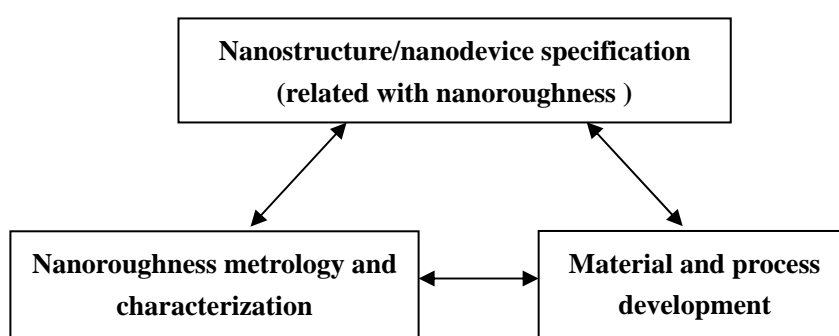 Nanostructure/nanodevice specification
(related with nanoroughness )
Nanoroughness metrology and
characterization
Material and process
development